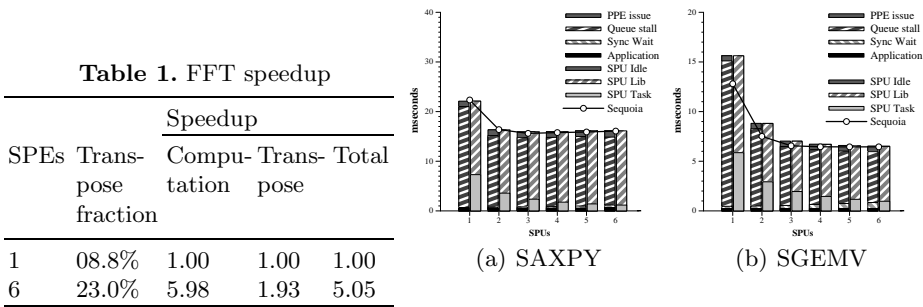 Table 1. FFT speedup
Speedup
SPEs Trans- Compu- Trans- Total
pose tation pose
fraction
1 08.8% 1.00 1.00 1.00
6 23.0% 5.98 1.93 5.05
40
30
20
10
0
mseconds
PPE issue
Queue stall
Sync Wait
Application
SPU Idle
SPU Lib
SPU Task
Sequoia
1 2 3 4 5 6
SPUs
(a) SAXPY
20
15
10
5
0
mseconds
PPE issue
Queue stall
Sync Wait
Application
SPU Idle
SPU Lib
SPU Task
Sequoia
1 2 3 4 5 6
SPUs
(b) SGEMV